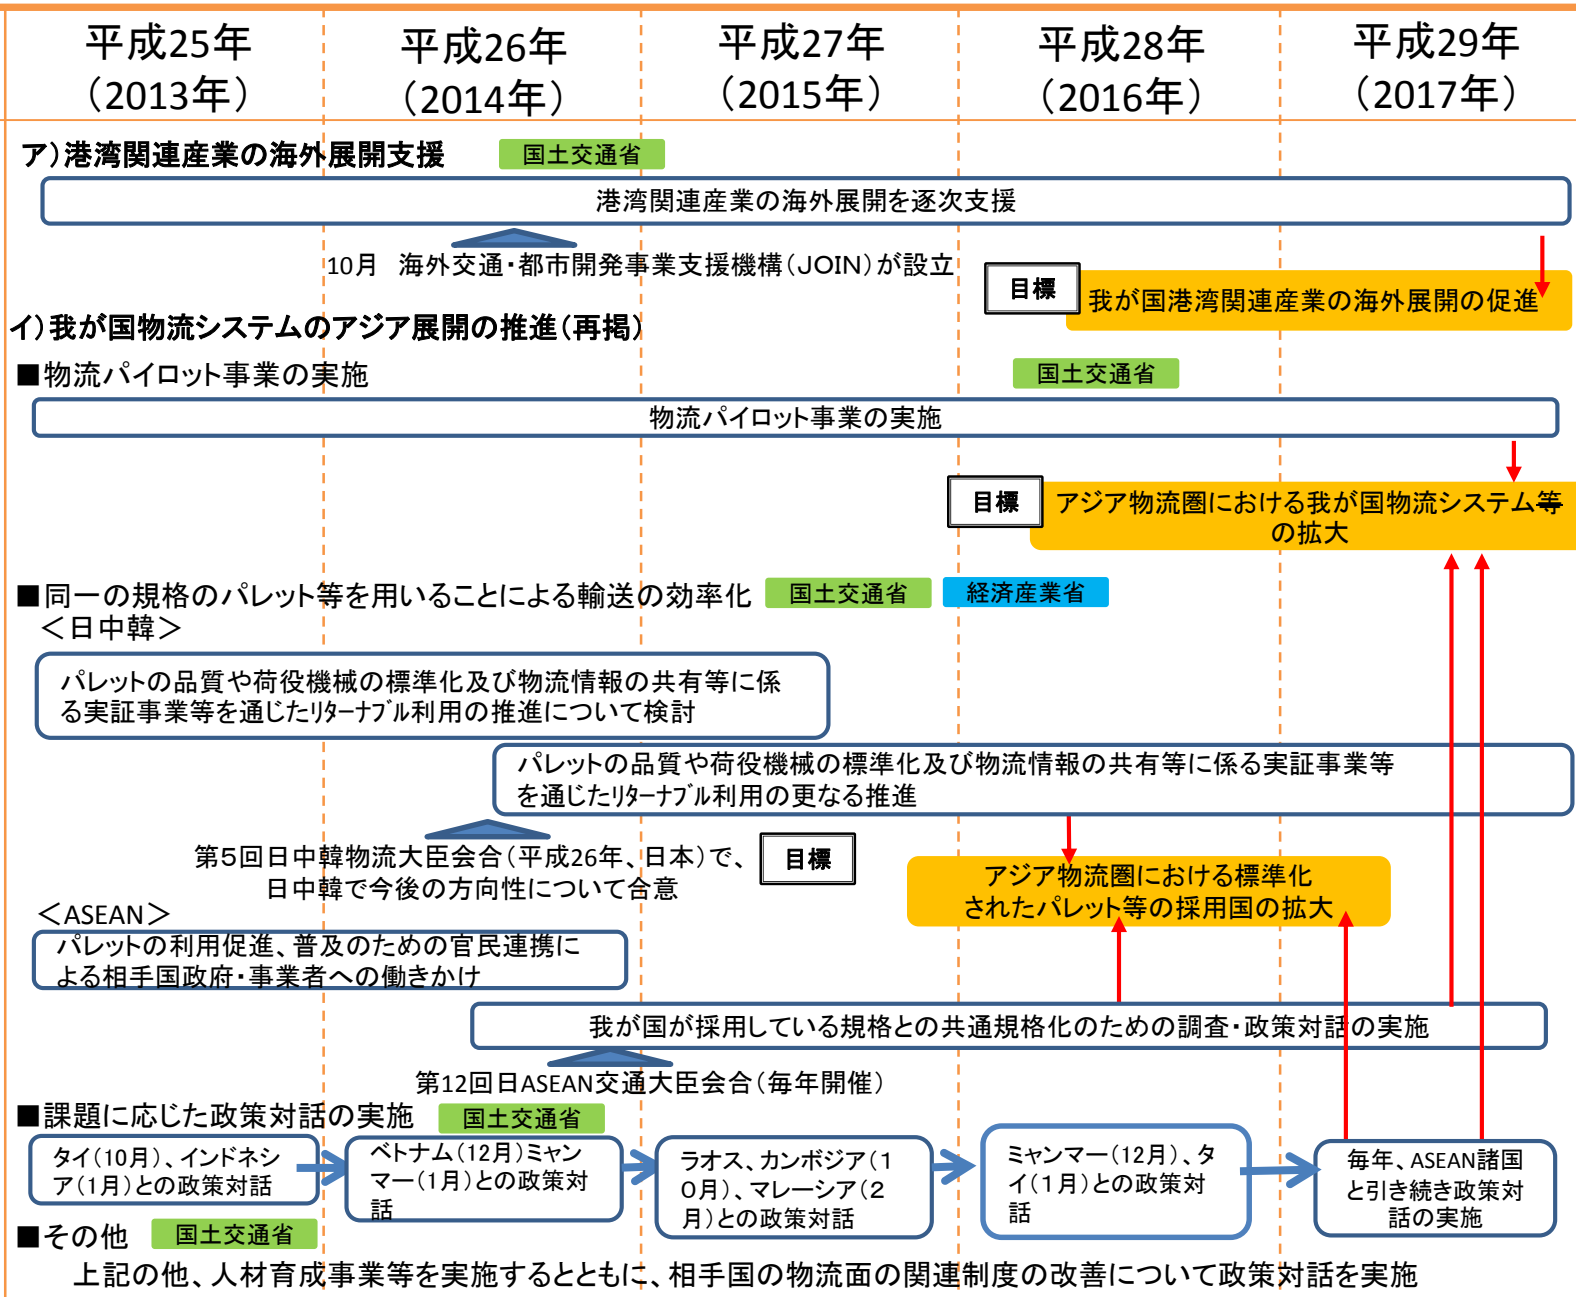 平成25年
（2013年）
平成26年
（2014年）
平成27年
（2015年）
平成28年
（2016年）
平成29年
（2017年）
ア）港湾関連産業の海外展開支援
国土交通省
港湾関連産業の海外展開を逐次支援
10月　海外交通・都市開発事業支援機構（JOIN）が設立
目標
我が国港湾関連産業の海外展開の促進
イ）我が国物流システムのアジア展開の推進（再掲）
■物流パイロット事業の実施
国土交通省
物流パイロット事業の実施
目標
アジア物流圏における我が国物流システム等
の拡大
■同一の規格のパレット等を用いることによる輸送の効率化
国土交通省
経済産業省
＜日中韓＞
パレットの品質や荷役機械の標準化及び物流情報の共有等に係
る実証事業等を通じたﾘﾀｰﾅﾌﾞﾙ利用の推進について検討
パレットの品質や荷役機械の標準化及び物流情報の共有等に係る実証事業等
を通じたﾘﾀｰﾅﾌﾞﾙ利用の更なる推進
第5回日中韓物流大臣会合（平成26年、日本）で、
日中韓で今後の方向性について合意
目標
アジア物流圏における標準化
されたパレット等の採用国の拡大
＜ASEAN＞
パレットの利用促進、普及のための官民連携に
よる相手国政府・事業者への働きかけ
我が国が採用している規格との共通規格化のための調査・政策対話の実施
第12回日ASEAN交通大臣会合（毎年開催）
■課題に応じた政策対話の実施
国土交通省
タイ（10月）、インドネシ
ア（1月）との政策対話
ベトナム（12月）ミャン
マー（1月）との政策対
話
ラオス、カンボジア（1
0月）、マレーシア（2
月）との政策対話
ミャンマー（12月）、タ
イ（1月）との政策対
話
毎年、ASEAN諸国
と引き続き政策対
話の実施
■その他
国土交通省
上記の他、人材育成事業等を実施するとともに、相手国の物流面の関連制度の改善について政策対話を実施